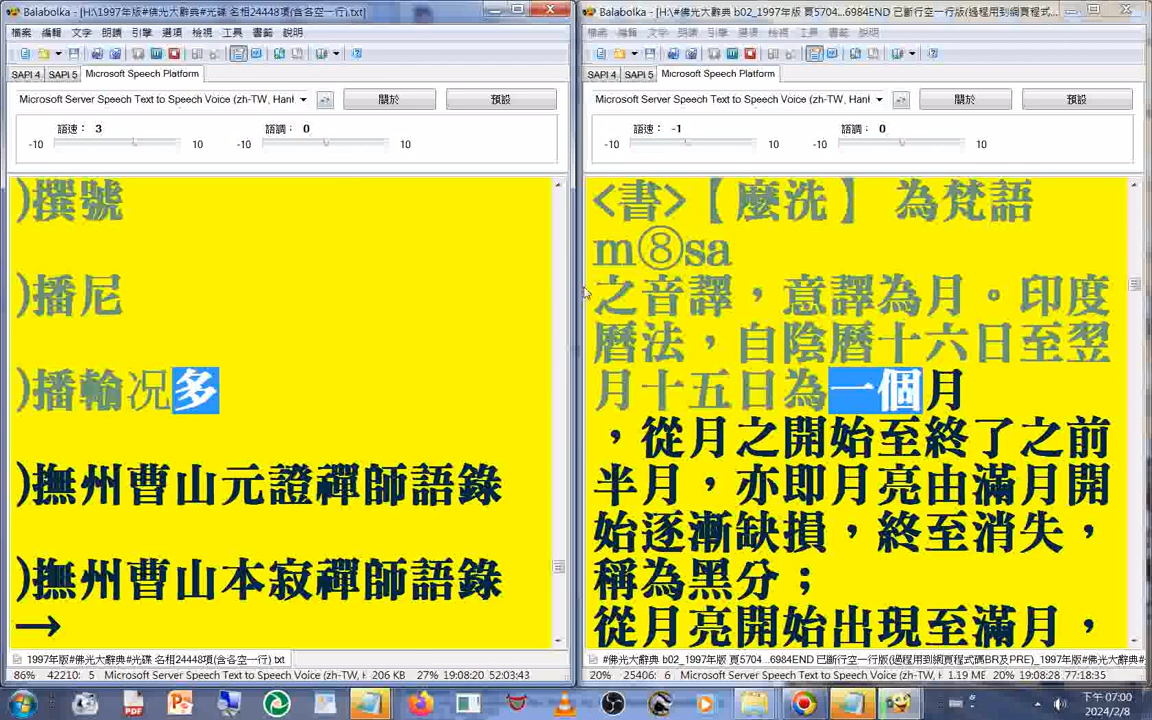 Balabolka - [H:\1997年版#佛光大辭典#光碟 名相24448項(含各空一行).txt]
檔案 編輯 文字 朗讀 引擎 選項 檢視 工具 書籤 說明
SAPI 4 SAPI 5 Microsoft Speech Platform
Microsoft Server Speech Text to Speech Voice (zh-TW, Hanl
關於 預設
語速： 3 語調： 0
-10 10 -10 10
)撰號
)播尼
)播輸况多
)撫州曹山元證禪師語錄
)撫州曹山本寂禪師語錄
→
1997年版#佛光大辭典#光碟 名相24448項(含各空一行).txt
86% 42210: 5 Microsoft Server Speech Text to Speech Voice (zh-TW, H 206 KB 27% 19:08:20 52:03:43
Balabolka - [H:\#佛光大辭典 b02_1997年版 頁5704...6984END 已斷行空一行版(過程用到網頁程式...
檔案 編輯 文字 朗讀 引擎 選項 檢視 工具 書籤 說明
SAPI 4 SAPI 5 Microsoft Speech Platform
Microsoft Server Speech Text to Speech Voice (zh-TW, Hanl
關於 預設
語速： -1 語調： 0
-10 10 -10 10
<書>【麼洗】 為梵語
m⑧sa
之音譯，意譯為月。印度
曆法，自陰曆十六日至翌
月十五日為一個月
，從月之開始至終了之前
半月，亦即月亮由滿月開
始逐漸缺損，終至消失，
稱為黑分；
從月亮開始出現至滿月，
#佛光大辭典 b02_1997年版 頁5704...6984END 已斷行空一行版(過程用到網頁程式碼BR及PRE)_1997年版#
20% 25406: 6 Microsoft Server Speech Text to Speech Voice (zh-TW, H 1.19 ME 20% 19:28:28 77:18:35
下午 07:00
2024/2/8